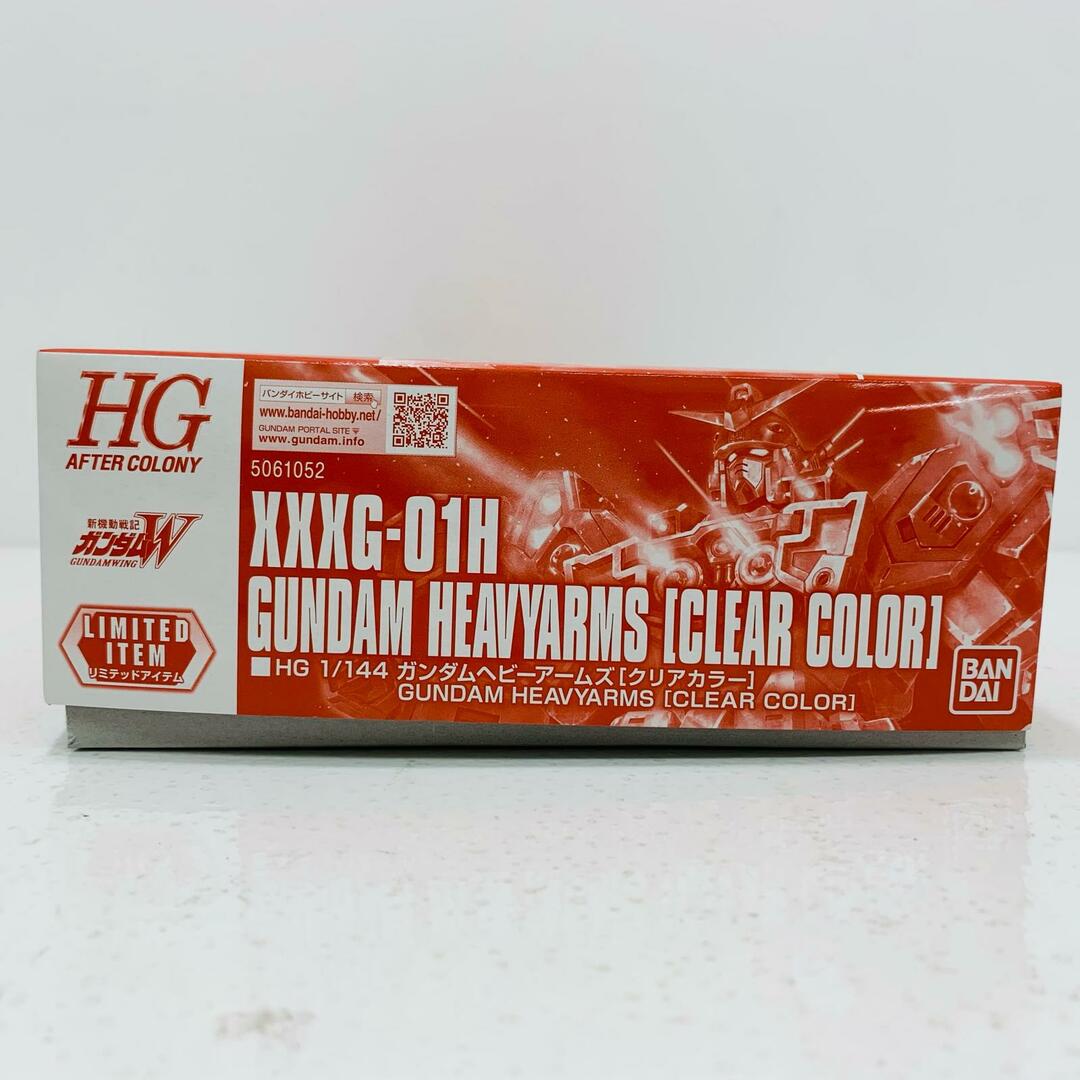 HG
AFTER COLONY
新機動戦記
ガンダムW
GUNDAM WING
LIMITED
ITEM
リミテッドアイテム
バンダイホビーサイト 検索
www.bandai-hobby.net/
GUNDAM PORTAL SITE
www.gundam.info
5061052
XXXG-01H
GUNDAM HEAVYARMS [CLEAR COLOR]
■HG 1/144 ガンダムヘビーアームズ[クリアカラー]
GUNDAM HEAVYARMS [CLEAR COLOR]
BAN
DAI